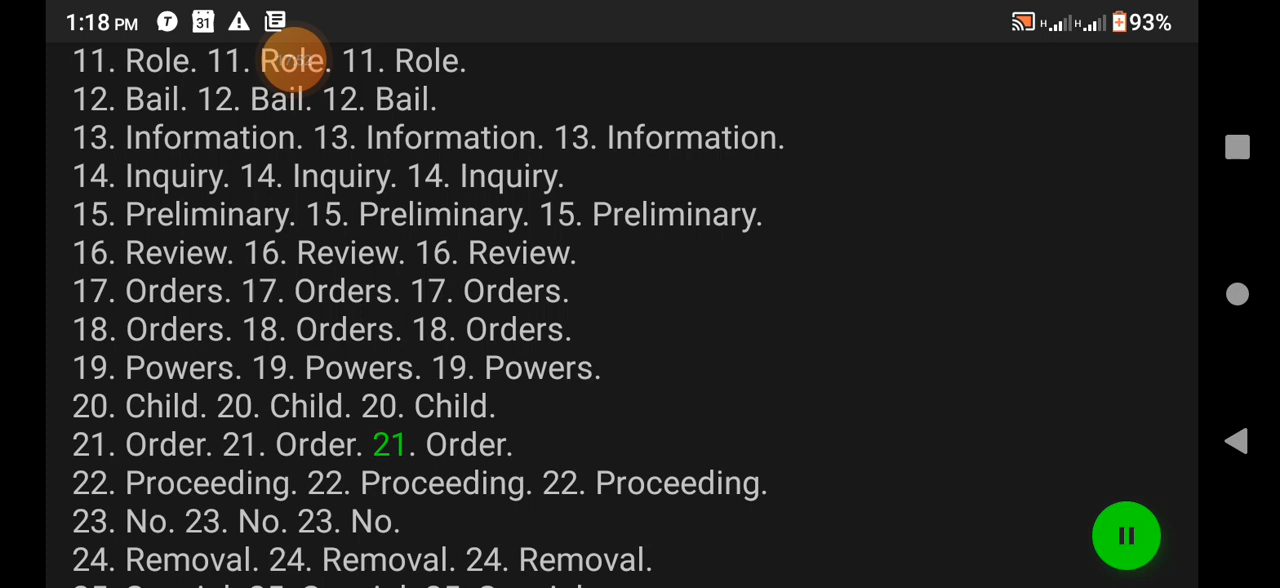 1:18 PM T 31 H H 93%
11. Role. 11. Role. 11. Role.
12. Bail. 12. Bail. 12. Bail.
13. Information. 13. Information. 13. Information.
14. Inquiry. 14. Inquiry. 14. Inquiry.
15. Preliminary. 15. Preliminary. 15. Preliminary.
16. Review. 16. Review. 16. Review.
17. Orders. 17. Orders. 17. Orders.
18. Orders. 18. Orders. 18. Orders.
19. Powers. 19. Powers. 19. Powers.
20. Child. 20. Child. 20. Child.
21. Order. 21. Order. 21. Order.
22. Proceeding. 22. Proceeding. 22. Proceeding.
23. No. 23. No. 23. No.
24. Removal. 24. Removal. 24. Removal.